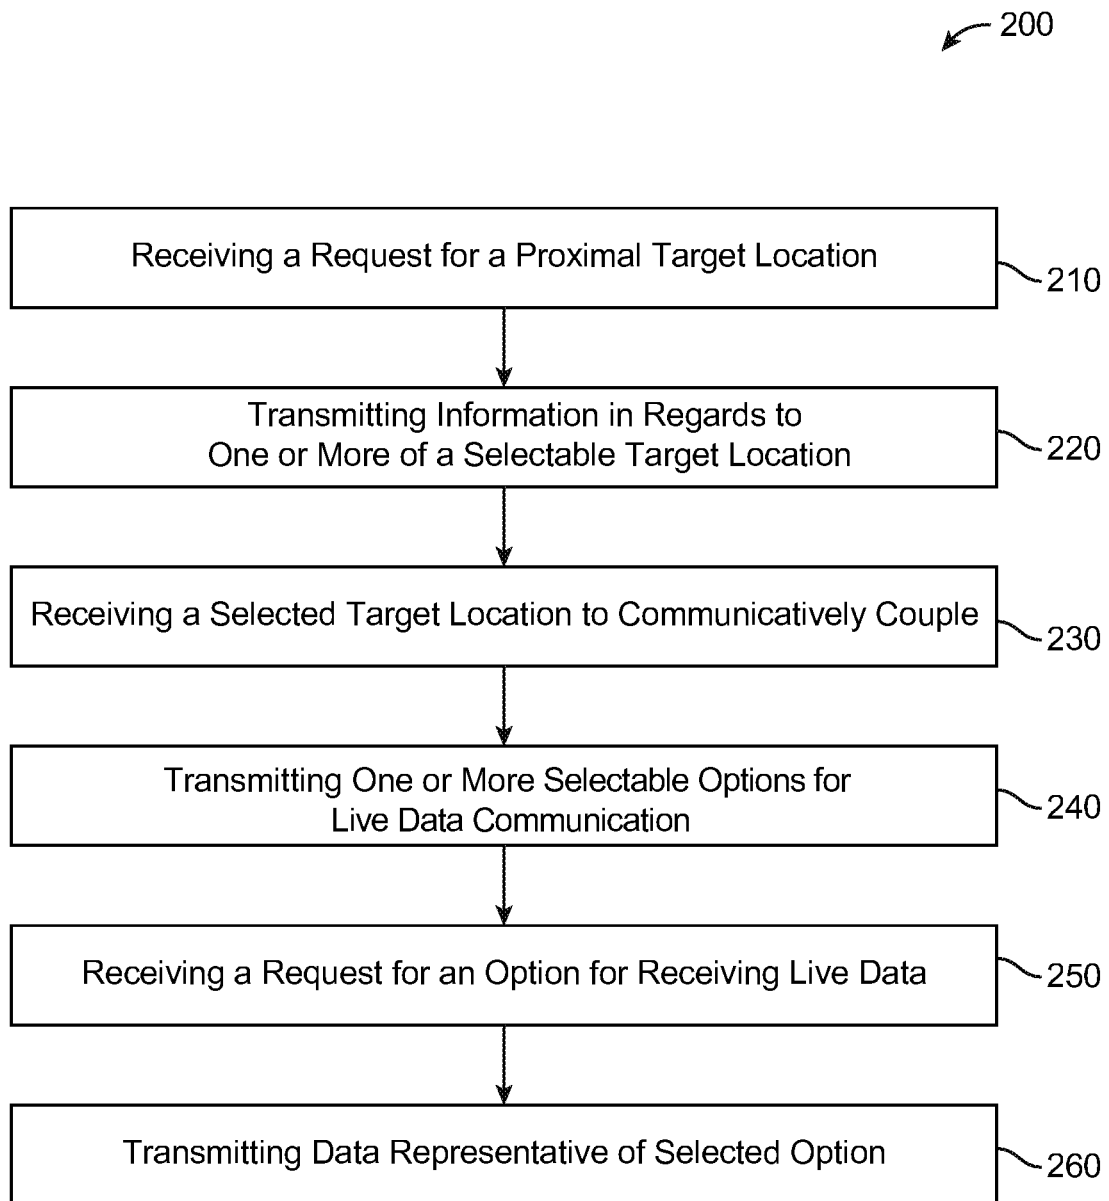 200
Receiving a Request for a Proximal Target Location
210
Transmitting Information in Regards to
One or More of a Selectable Target Location
220
Receiving a Selected Target Location to Communicatively Couple
230
Transmitting One or More Selectable Options for
Live Data Communication
240
Receiving a Request for an Option for Receiving Live Data
250
Transmitting Data Representative of Selected Option
260